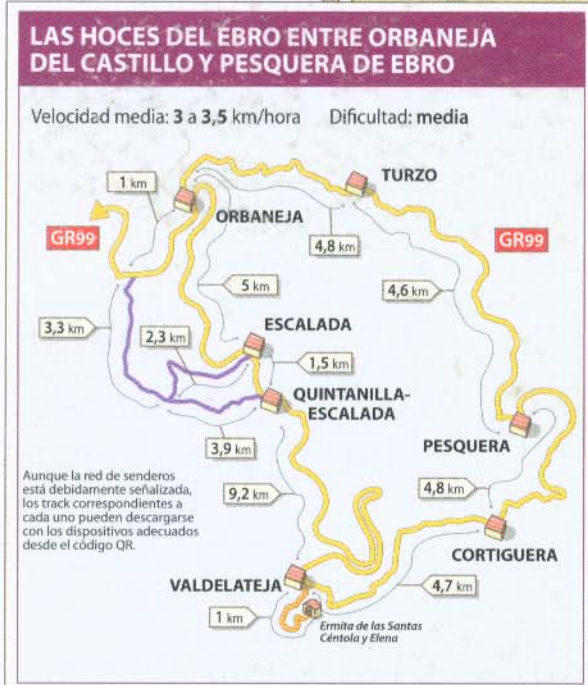 LAS HOCES DEL EBRO ENTRE ORBANEJA
DEL CASTILLO Y PESQUERA DE EBRO
Velocidad media: 3 a 3,5 km/hora Dificultad: media
TURZO
1 km
ORBANEJA
GR99
4,8 km
GR99
5 km
4,6 km
3,3 km
ESCALADA
2,3 km
1,5 km
QUINTANILLA-
ESCALADA
PESQUERA
3,9 km
Aunque la red de senderos
está debidamente señalizada,
los track correspondientes a
cada uno pueden descargarse
con los dispositivos adecuados
desde el código QR.
9,2 km
4,8 km
CORTIGUERA
VALDELATEJA
4,7 km
1 km
Ermita de las Santas
Céntola y Elena